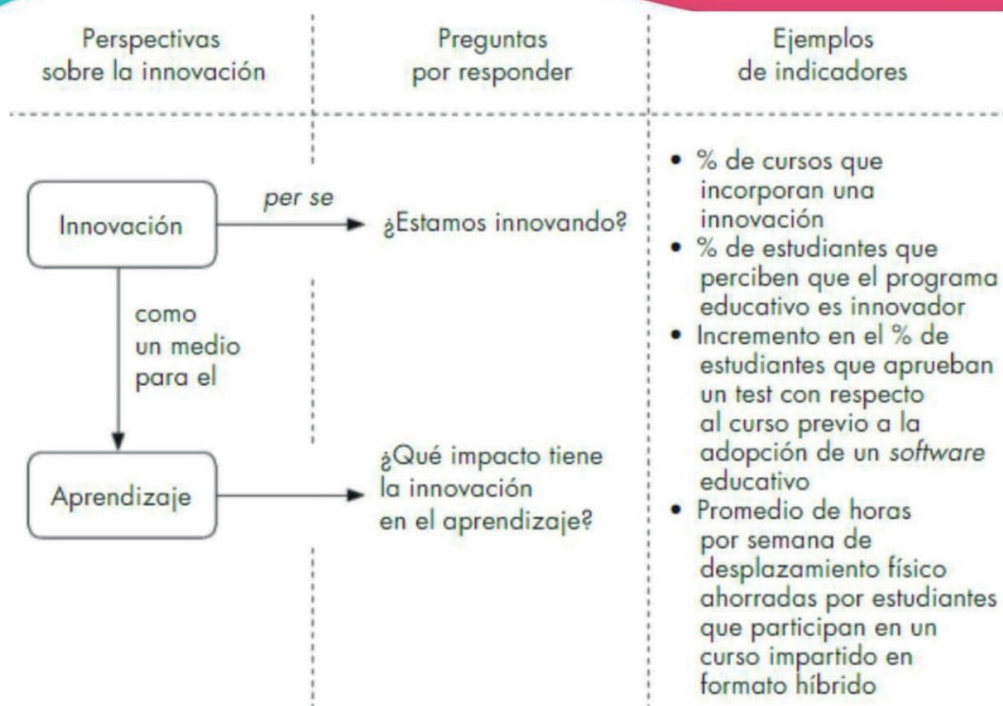 Perspectivas
sobre la innovación
Preguntas
por responder
Ejemplos
de indicadores
Innovación
per se
¿Estamos innovando?
como
un medio
para el
Aprendizaje
¿Qué impacto tiene
la innovación
en el aprendizaje?
• % de cursos que
incorporan una
innovación
• % de estudiantes que
perciben que el programa
educativo es innovador
• Incremento en el % de
estudiantes que aprueban
un test con respecto
al curso previo a la
adopción de un software
educativo
• Promedio de horas
por semana de
desplazamiento físico
ahorradas por estudiantes
que participan en un
curso impartido en
formato híbrido